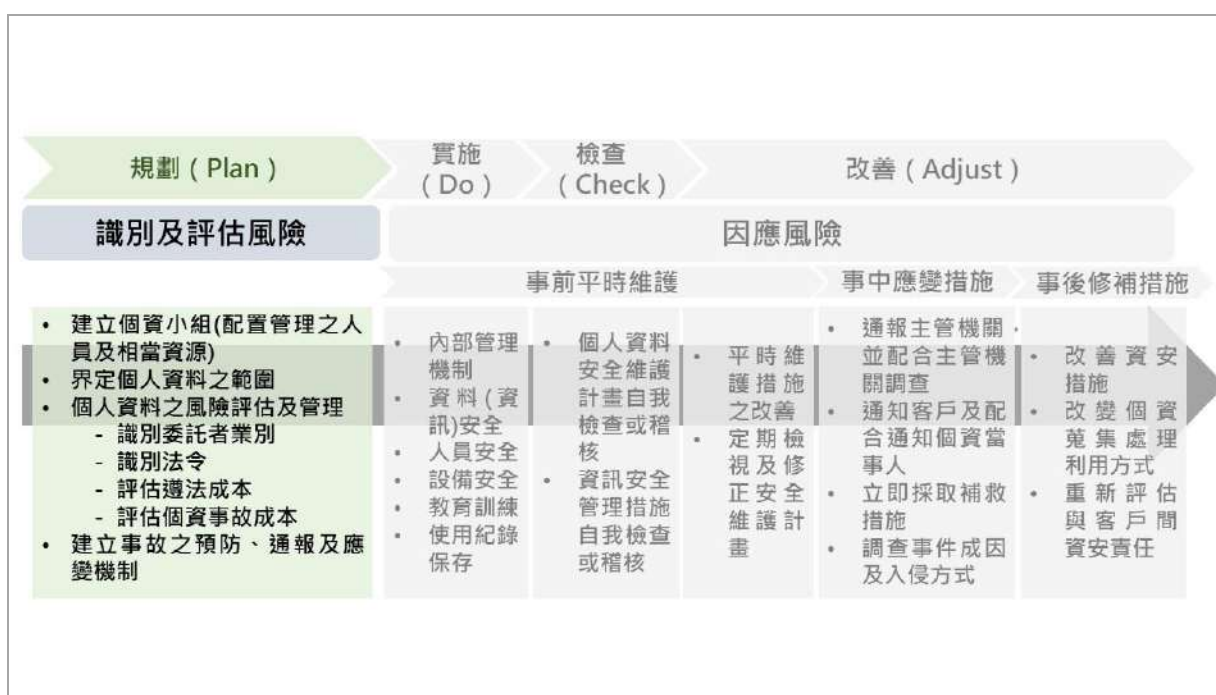 規劃（Plan）
實施
（Do）
檢查
（Check）
改善（Adjust）
識別及評估風險
因應風險
事前平時維護
事中應變措施
事後修補措施
• 建立個資小組(配置管理之人
員及相當資源)
• 界定個人資料之範圍
• 個人資料之風險評估及管理
- 識別委託者業別
- 識別法令
- 評估遵法成本
- 評估個資事故成本
• 建立事故之預防、通報及應
變機制
• 內部管理
機制
• 資料(資
訊)安全
• 人員安全
• 設備安全
• 教育訓練
• 使用紀錄
保存
• 個人資料
安全維護
計畫自我
檢查或稽
核
• 資訊安全
管理措施
自我檢查
或稽核
• 平時維
護措施
之改善
• 定期檢
視及修
正安全
維護計
畫
• 通報主管機關
並配合主管機
關調查
• 通知客戶及配
合通知個資當
事人
• 立即採取補救
措施
• 調查事件成因
及入侵方式
• 改善資安
措施
• 改變個資
蒐集處理
利用方式
• 重新評估
與客戶間
資安責任